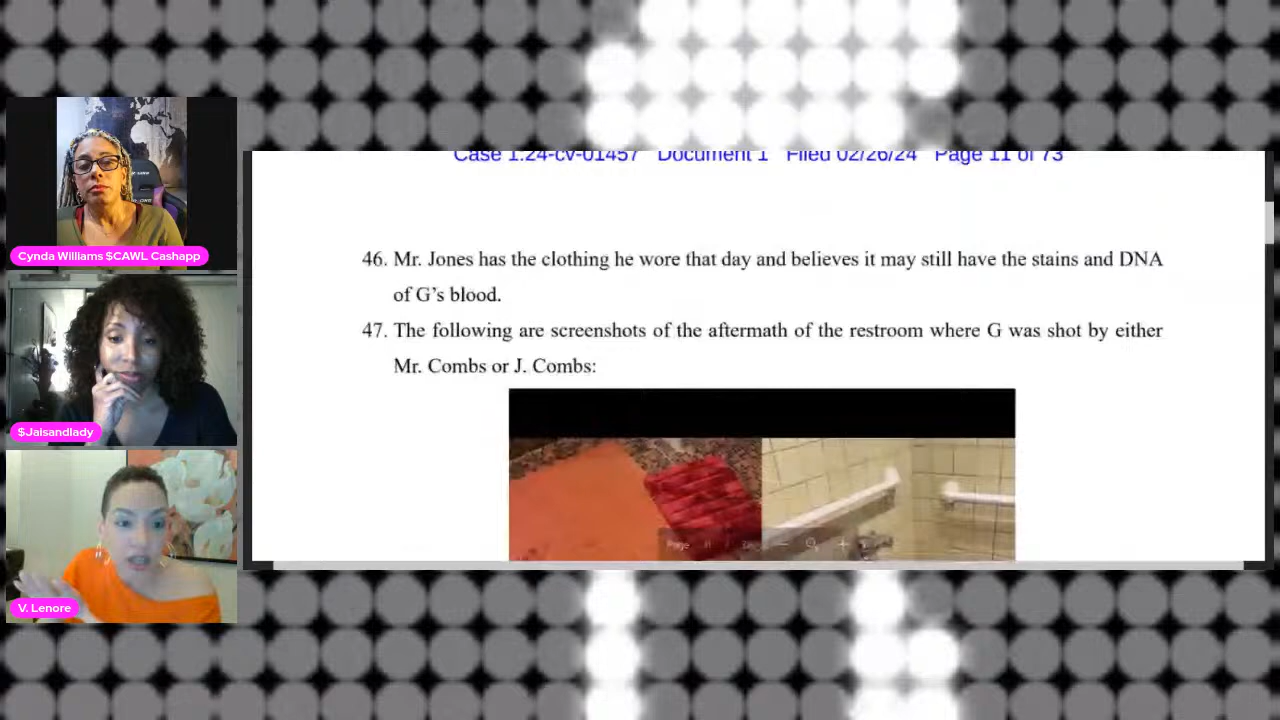 Case 1:24-cv-01457 Document 1 Filed 02/26/24 Page 11 of 73
46. Mr. Jones has the clothing he wore that day and believes it may still have the stains and DNA
of G's blood.
47. The following are screenshots of the aftermath of the restroom where G was shot by either
Mr. Combs or J. Combs:
Page
Cynda Williams $CAWL Cashapp
$Jaisandlady
V. Lenore